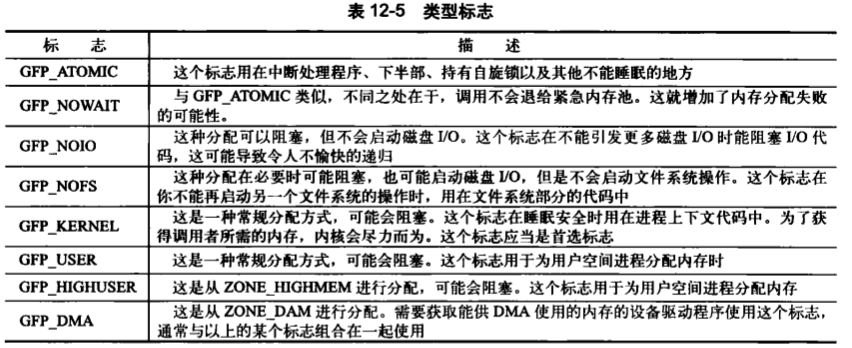 表 12-5 类型标志
标 志 描 述
GFP_ATOMIC 这个标志用在中断处理程序、下半部、持有自旋锁以及其他不能睡眠的地方
GFP_NOWAIT 与 GFP_ATOMIC 类似，不同之处在于，调用不会退给紧急内存池。这就增加了内存分配失败
的可能性。
GFP_NOIO 这种分配可以阻塞，但不会启动磁盘 I/O。这个标志在不能引发更多磁盘 I/O 时能阻塞 I/O 代
码，这可能导致令人不愉快的递归
GFP_NOFS 这种分配在必要时可能阻塞，也可能启动磁盘 I/O，但是不会启动文件系统操作。这个标志在
你不能再启动另一个文件系统的操作时，用在文件系统部分的代码中
GFP_KERNEL 这是一种常规分配方式，可能会阻塞。这个标志在睡眠安全时用在进程上下文代码中。为了获
得调用者所需的内存，内核会尽力而为。这个标志应当是首选标志
GFP_USER 这是一种常规分配方式，可能会阻塞。这个标志用于为用户空间进程分配内存时
GFP_HIGHUSER 这是从 ZONE_HIGHMEM 进行分配，可能会阻塞。这个标志用于为用户空间进程分配内存
GFP_DMA 这是从 ZONE_DAM 进行分配。需要获取能供 DMA 使用的内存的设备驱动程序使用这个标志，
通常与以上的某个标志组合在一起使用